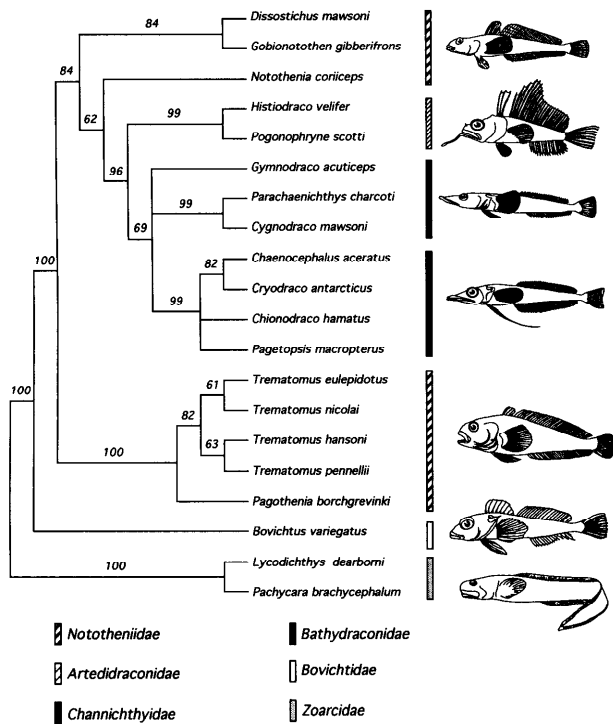 84
Dissostichus mawsoni
Gobionotothen gibberifrons
84
Notothenia coriiceps
62
99
Histiodraco velifer
Pogonophryne scotti
96
Gymnodraco acuticeps
99
Parachaenichthys charcoti
Cygnodraco mawsoni
69
82
Chaenocephalus aceratus
Cryodraco antarcticus
99
Chionodraco hamatus
Pagetopsis macropterus
100
61
Trematomus eulepidotus
Trematomus nicolai
82
63
Trematomus hansoni
Trematomus pennellii
100
Pagothenia borchgrevinki
100
Bovichtus variegatus
100
Lycodichthys dearborni
Pachycara brachycephalum
Nototheniidae
Bathydraconidae
Artedidraconidae
Bovichtidae
Channichthyidae
Zoarcidae